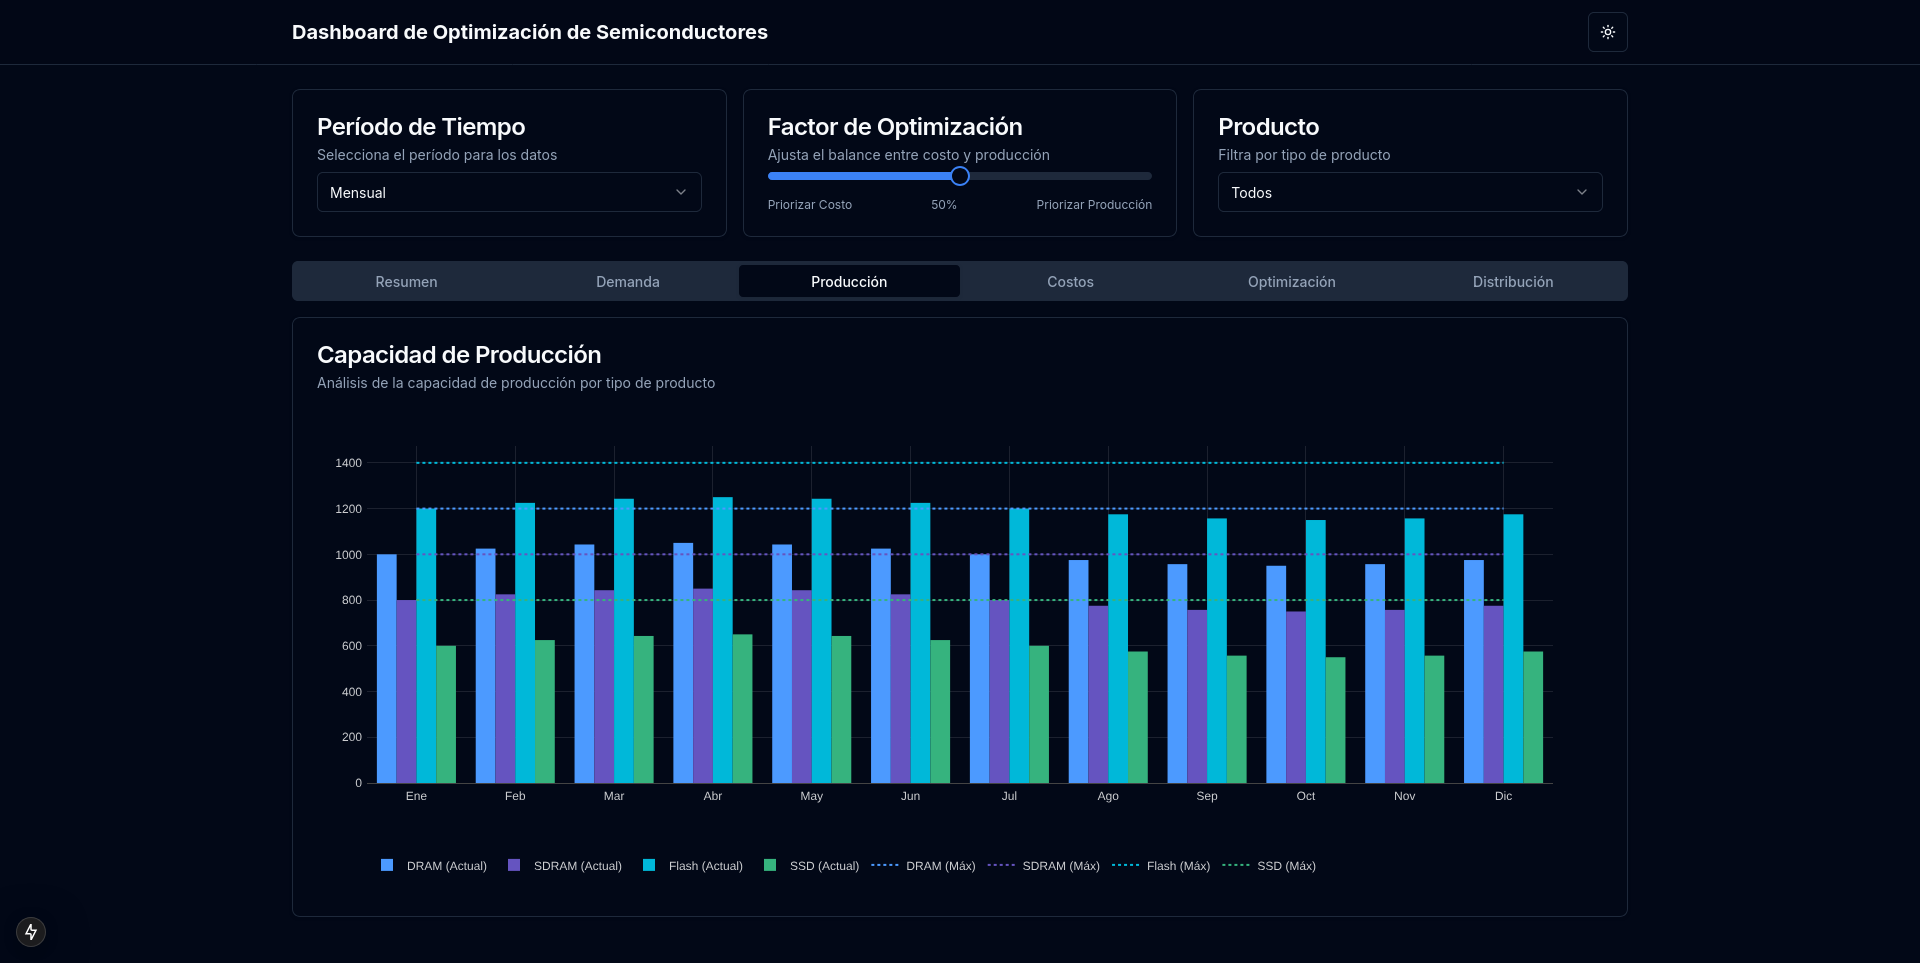 Dashboard de Optimización de Semiconductores
Período de Tiempo
Selecciona el período para los datos
Mensual
Factor de Optimización
Ajusta el balance entre costo y producción
Priorizar Costo 50% Priorizar Producción
Producto
Filtra por tipo de producto
Todos
Resumen Demanda Producción Costos Optimización Distribución
Capacidad de Producción
Análisis de la capacidad de producción por tipo de producto
1400
1200
1000
800
600
400
200
0
Ene Feb Mar Abr May Jun Jul Ago Sep Oct Nov Dic
DRAM (Actual) SDRAM (Actual) Flash (Actual) SSD (Actual) DRAM (Máx) SDRAM (Máx) Flash (Máx) SSD (Máx)